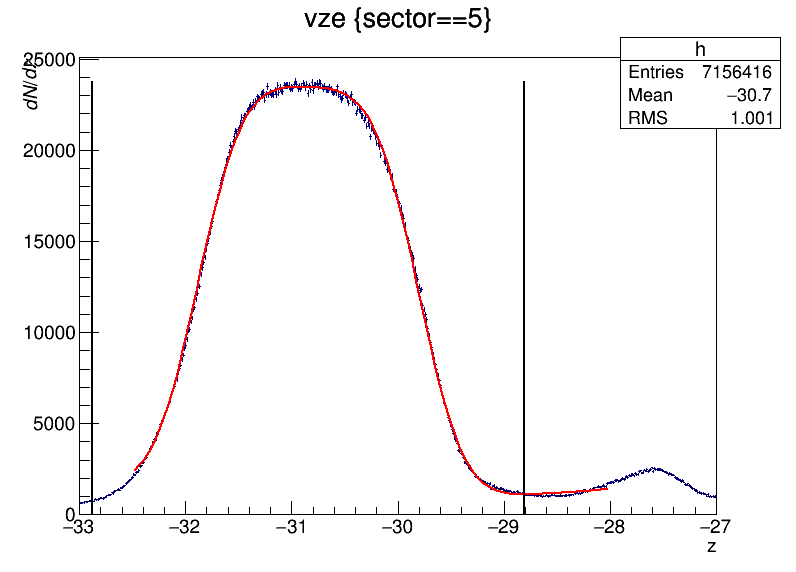 vze {sector==5}
h
Entries 7156416
Mean −30.7
RMS 1.001
dN/dz
25000
20000
15000
10000
5000
0
−33 −32 −31 −30 −29 −28 −27
z